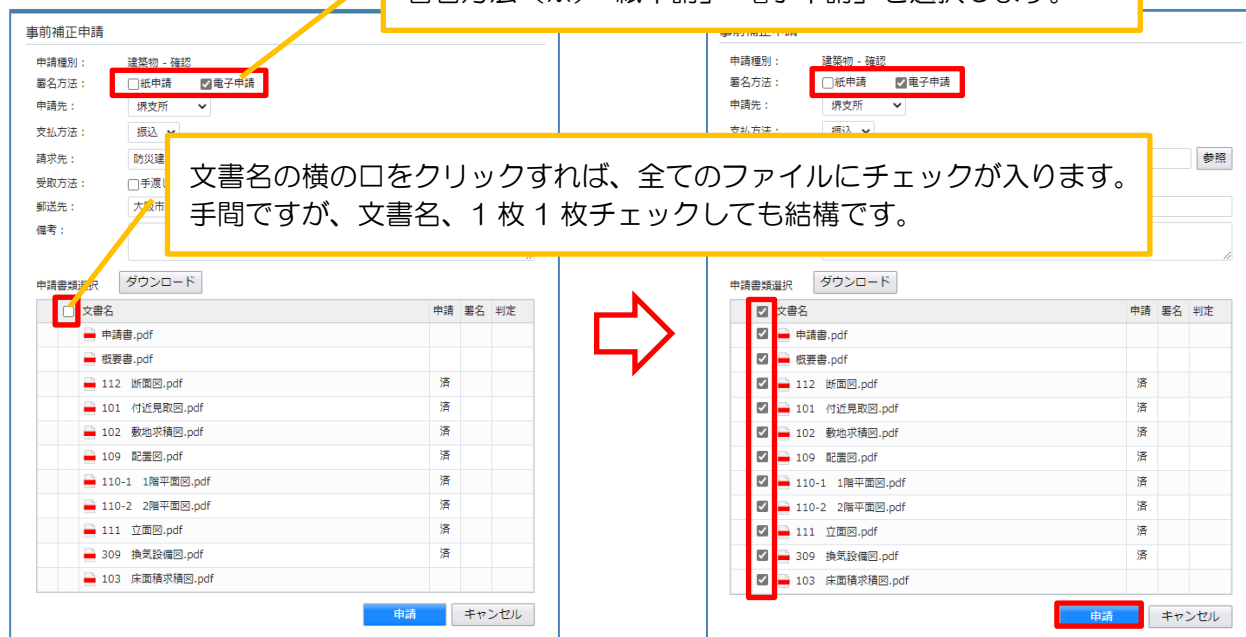 署名方法（※）「紙申請」「電子申請」を選択します。
事前補正申請
申請種別： 建築物 - 確認
署名方法： 紙申請 電子申請
申請先： 堺支所
支払方法： 振込
請求先： 防災建
受取方法： 手渡
郵送先： 大阪市
備考：
文書名の横の口をクリックすれば、全てのファイルにチェックが入ります。
手間ですが、文書名、1 枚 1 枚チェックしても結構です。
申請書類選択 ダウンロード
文書名 申請 署名 判定
申請書.pdf
概要書.pdf
112 断面図.pdf 済
101 付近見取図.pdf 済
102 敷地求積図.pdf 済
109 配置図.pdf 済
110-1 1階平面図.pdf 済
110-2 2階平面図.pdf 済
111 立面図.pdf 済
309 換気設備図.pdf 済
103 床面積求積図.pdf
申請 キャンセル
事前補正申請
申請種別： 建築物 - 確認
署名方法： 紙申請 電子申請
申請先： 堺支所
支払方法： 振込
参照
申請書類選択 ダウンロード
文書名 申請 署名 判定
申請書.pdf
概要書.pdf
112 断面図.pdf 済
101 付近見取図.pdf 済
102 敷地求積図.pdf 済
109 配置図.pdf 済
110-1 1階平面図.pdf 済
110-2 2階平面図.pdf 済
111 立面図.pdf 済
309 換気設備図.pdf 済
103 床面積求積図.pdf
申請 キャンセル